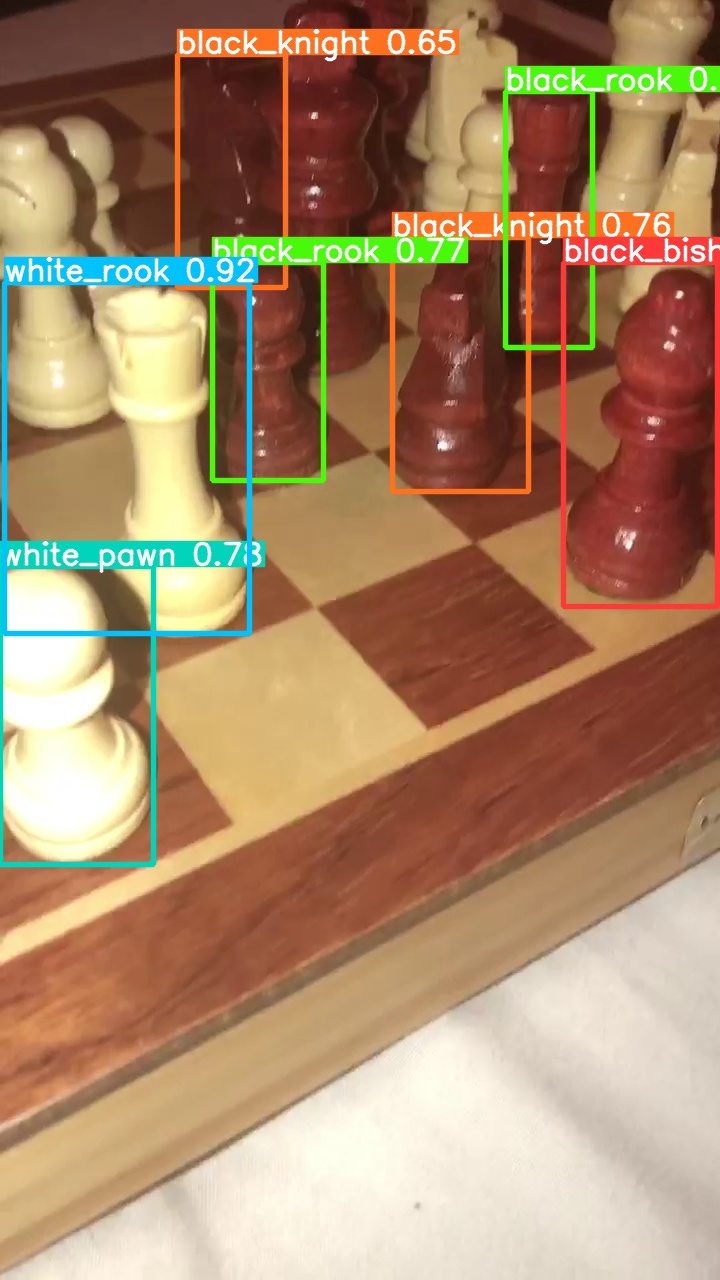 black_knight 0.65
black_rook 0.
black_knight 0.76
black_rook 0.77
black_bish
white_rook 0.92
white_pawn 0.78